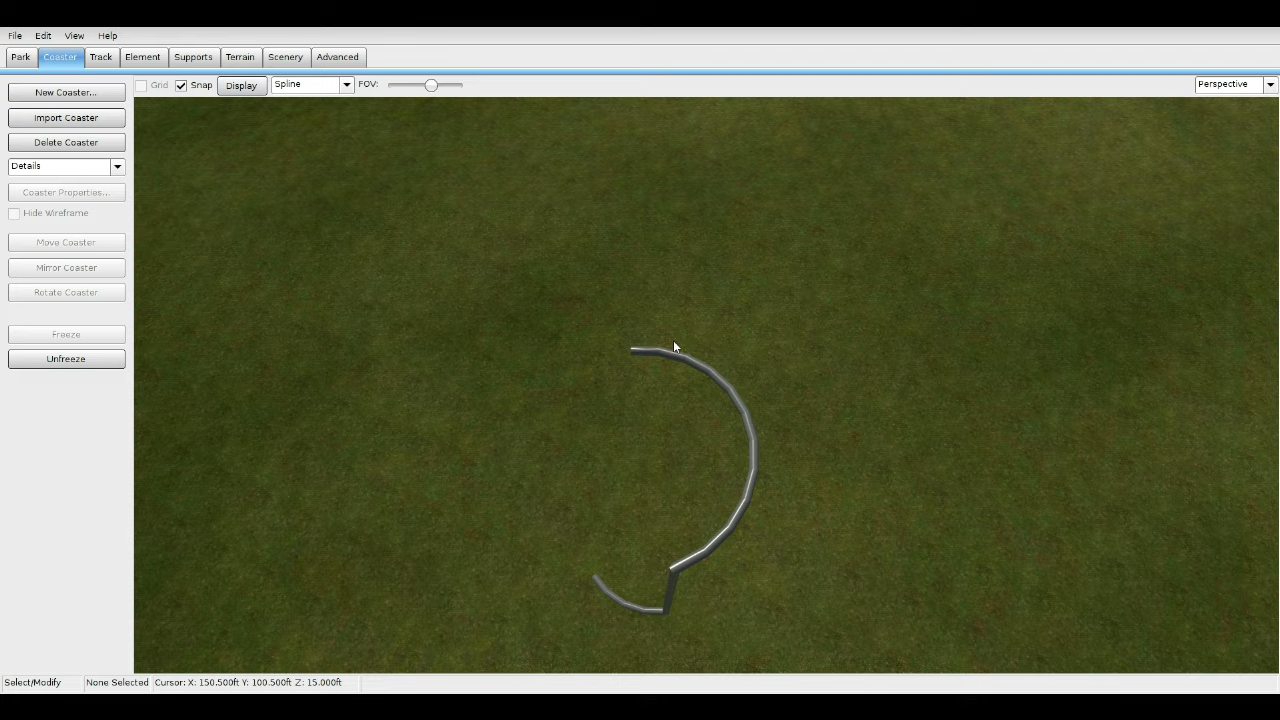 File Edit View Help
Park Coaster Track Element Supports Terrain Scenery Advanced
Grid Snap Display Spline FOV: Perspective
New Coaster...
Import Coaster
Delete Coaster
Details
Coaster Properties...
Hide Wireframe
Move Coaster
Mirror Coaster
Rotate Coaster
Freeze
Unfreeze
Select/Modify None Selected Cursor: X: 150.500ft Y: 100.500ft Z: 15.000ft